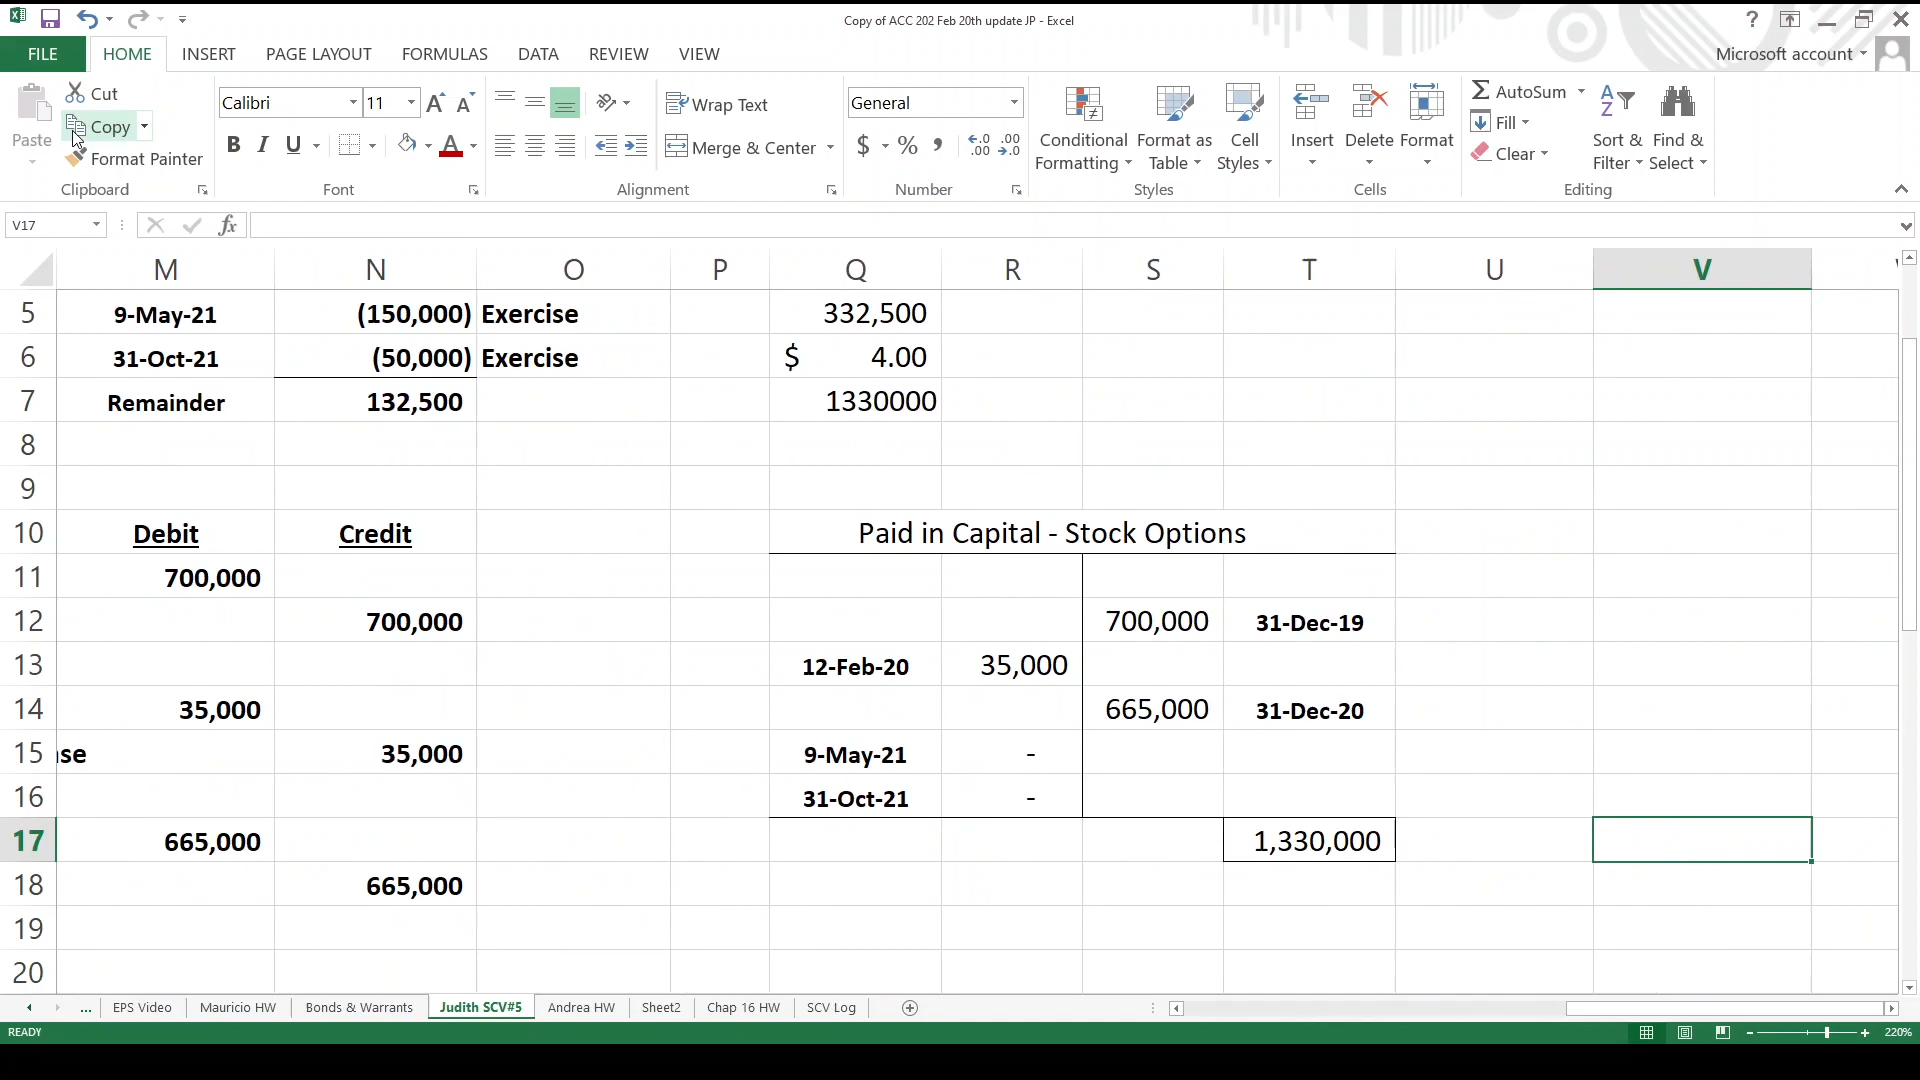 Copy of ACC 202 Feb 20th update JP - Excel
?
FILE HOME INSERT PAGE LAYOUT FORMULAS DATA REVIEW VIEW Microsoft account
Paste
Cut
Copy
Format Painter
Clipboard
Calibri 11 A A
B I U A
Font
Wrap Text
Merge & Center
Alignment
General
$ % , .0 .00 .00 .0
Number
Conditional Formatting
Format as Table
Cell Styles
Styles
Insert Delete Format
Cells
AutoSum
Fill
Clear
Sort & Filter
Find & Select
Editing
V17 fx
M N O P Q R S T U V
5 9-May-21 (150,000) Exercise 332,500
6 31-Oct-21 (50,000) Exercise $ 4.00
7 Remainder 132,500 1330000
8
9
10 Debit Credit Paid in Capital - Stock Options
11 700,000
12 700,000 700,000 31-Dec-19
13 12-Feb-20 35,000
14 35,000 665,000 31-Dec-20
15 se 35,000 9-May-21 -
16 31-Oct-21 -
17 665,000 1,330,000
18 665,000
19
20
... EPS Video Mauricio HW Bonds & Warrants Judith SCV#5 Andrea HW Sheet2 Chap 16 HW SCV Log
READY 220%